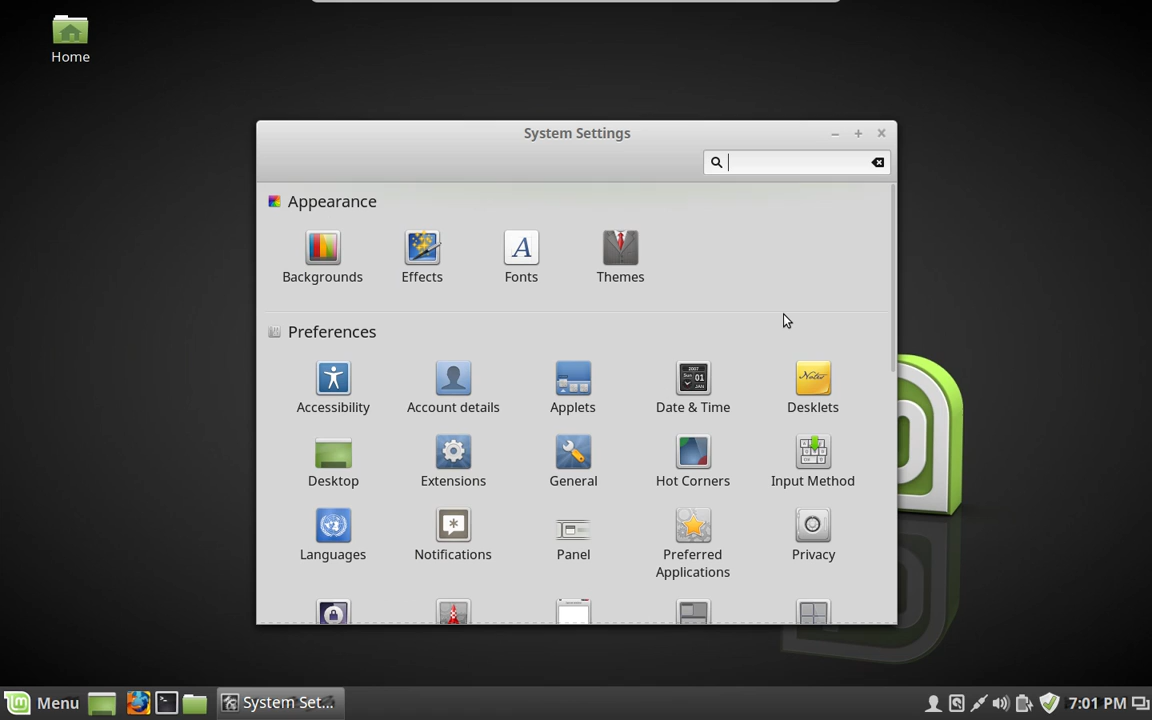 Home
System Settings
Appearance
Backgrounds Effects Fonts Themes
Preferences
Accessibility Account details Applets Date & Time Desklets
Desktop Extensions General Hot Corners Input Method
Languages Notifications Panel Preferred Applications Privacy
Menu System Set... 7:01 PM